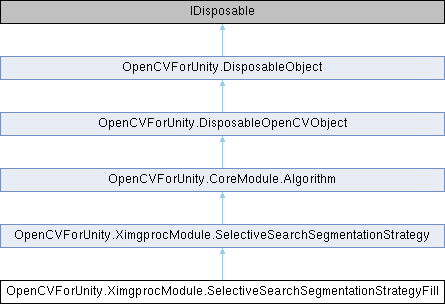 IDisposable
OpenCVForUnity.DisposableObject
OpenCVForUnity.DisposableOpenCVObject
OpenCVForUnity.CoreModule.Algorithm
OpenCVForUnity.XimgprocModule.SelectiveSearchSegmentationStrategy
OpenCVForUnity.XimgprocModule.SelectiveSearchSegmentationStrategyFill